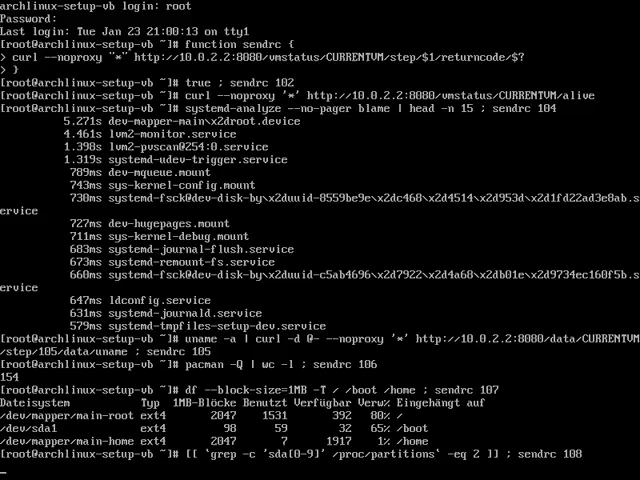 archlinux-setup-vb login: root
Password:
Last login: Tue Jan 23 21:00:13 on tty1
[root@archlinux-setup-vb ~]# function sendrc {
> curl --noproxy "*" http://10.0.2.2:8080/vmstatus/CURRENTVM/step/$1/returncode/$?
> }
[root@archlinux-setup-vb ~]# true ; sendrc 102
[root@archlinux-setup-vb ~]# curl --noproxy '*' http://10.0.2.2:8080/vmstatus/CURRENTVM/alive
[root@archlinux-setup-vb ~]# systemd-analyze --no-pager blame | head -n 15 ; sendrc 104
5.271s dev-mapper-main\x2droot.device
4.461s lvm2-monitor.service
1.398s lvm2-pvscan@254:0.service
1.319s systemd-udev-trigger.service
789ms dev-mqueue.mount
743ms sys-kernel-config.mount
730ms systemd-fsck@dev-disk-by\x2duuid-8559be9e\x2dc468\x2d4514\x2d953d\x2d1fd22ad3e8ab.s
ervice
727ms dev-hugepages.mount
711ms sys-kernel-debug.mount
683ms systemd-journal-flush.service
673ms systemd-remount-fs.service
660ms systemd-fsck@dev-disk-by\x2duuid-c5ab4696\x2d7922\x2d4a68\x2db01e\x2d9734ec160f5b.s
ervice
647ms ldconfig.service
631ms systemd-journald.service
579ms systemd-tmpfiles-setup-dev.service
[root@archlinux-setup-vb ~]# uname -a | curl -d @- --noproxy '*' http://10.0.2.2:8080/data/CURRENTVM
/step/105/data/uname ; sendrc 105
[root@archlinux-setup-vb ~]# pacman -Q | wc -l ; sendrc 106
154
[root@archlinux-setup-vb ~]# df --block-size=1MB -T / /boot /home ; sendrc 107
Dateisystem Typ 1MB-Blöcke Benutzt Verfügbar Verw% Eingehängt auf
/dev/mapper/main-root ext4 2047 1531 392 80% /
/dev/sda1 ext4 98 59 32 65% /boot
/dev/mapper/main-home ext4 2047 7 1917 1% /home
[root@archlinux-setup-vb ~]# [[ `grep -c 'sda[0-9]' /proc/partitions` -eq 2 ]] ; sendrc 108